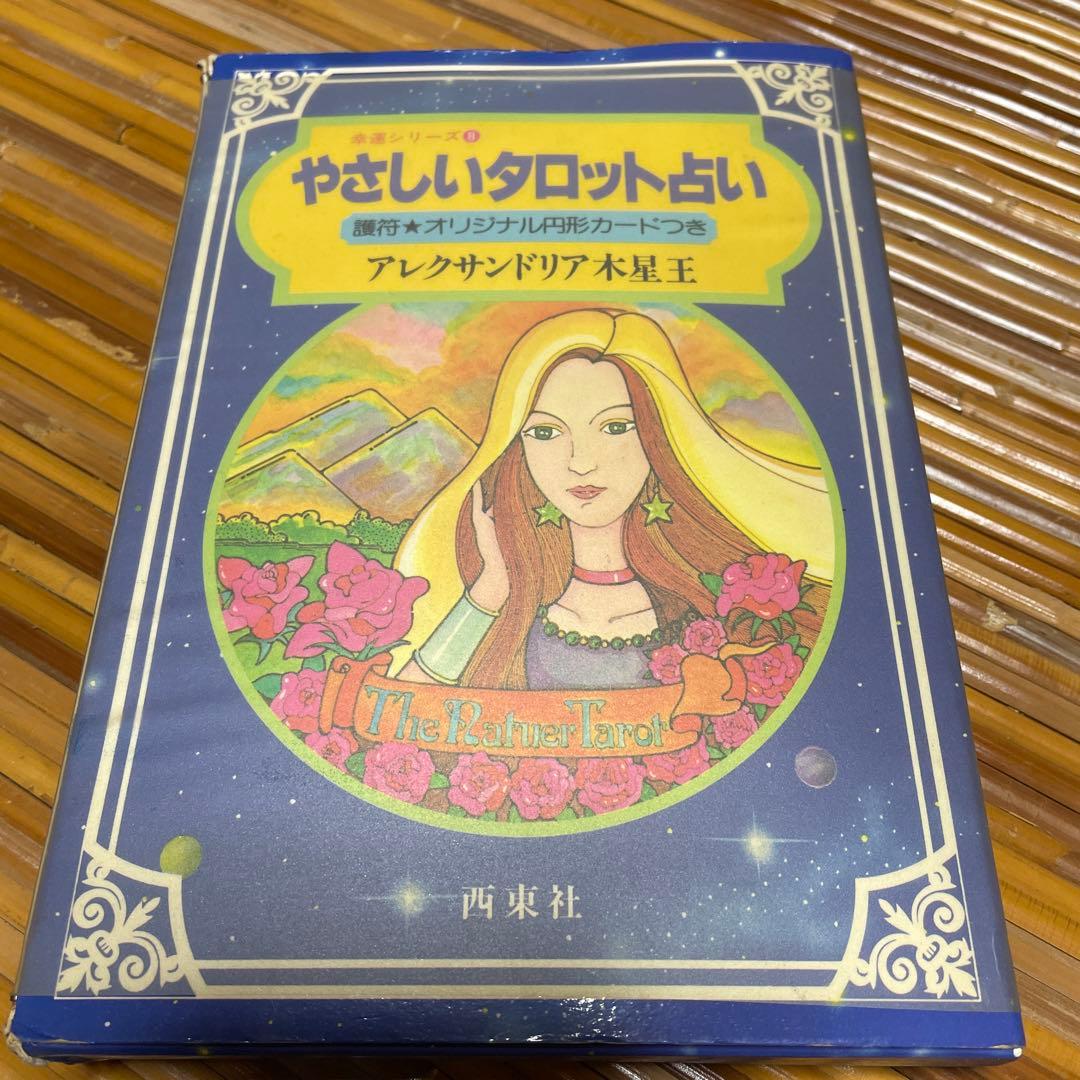 幸運シリーズ8
やさしいタロット占い
護符★オリジナル円形カードつき
アレクサンドリア木星王
The Natuer Tarot
西東社